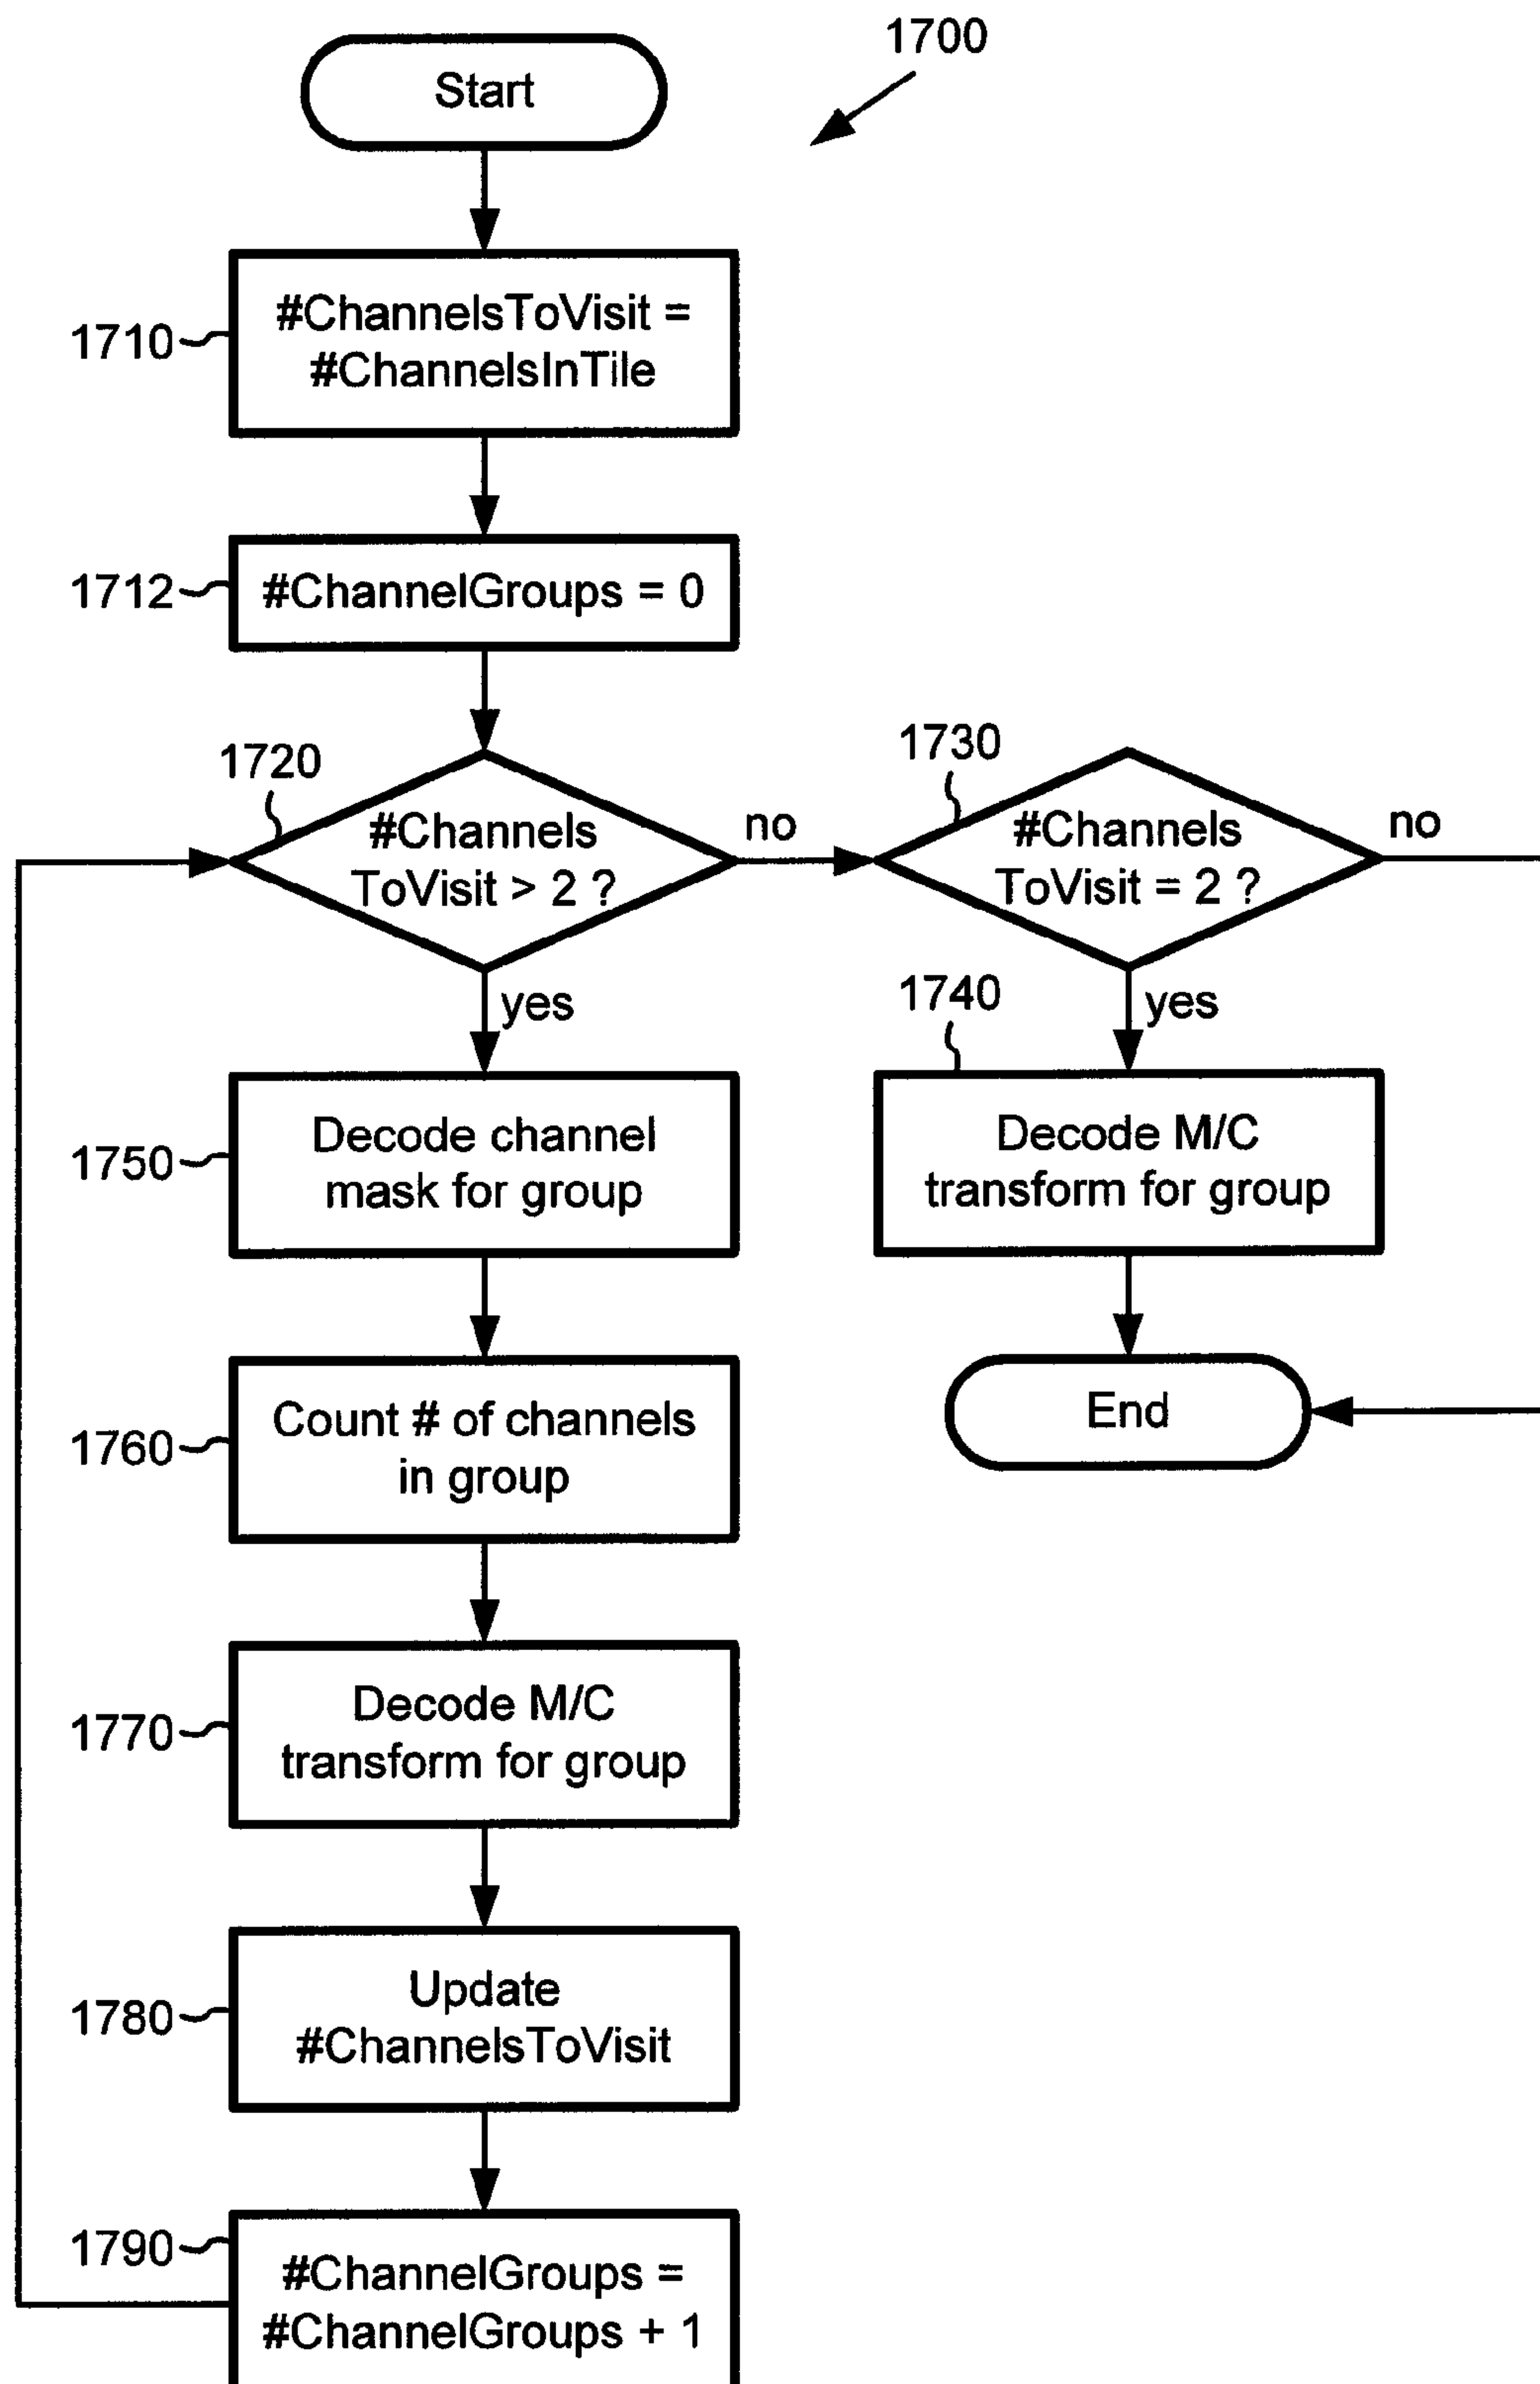 1700
Start
1710
#ChannelsToVisit =
#ChannelsInTile
1712
#ChannelGroups = 0
1720
#Channels
ToVisit > 2 ?
no
yes
1730
#Channels
ToVisit = 2 ?
no
yes
1740
Decode M/C
transform for group
End
1750
Decode channel
mask for group
1760
Count # of channels
in group
1770
Decode M/C
transform for group
1780
Update
#ChannelsToVisit
1790
#ChannelGroups =
#ChannelGroups + 1